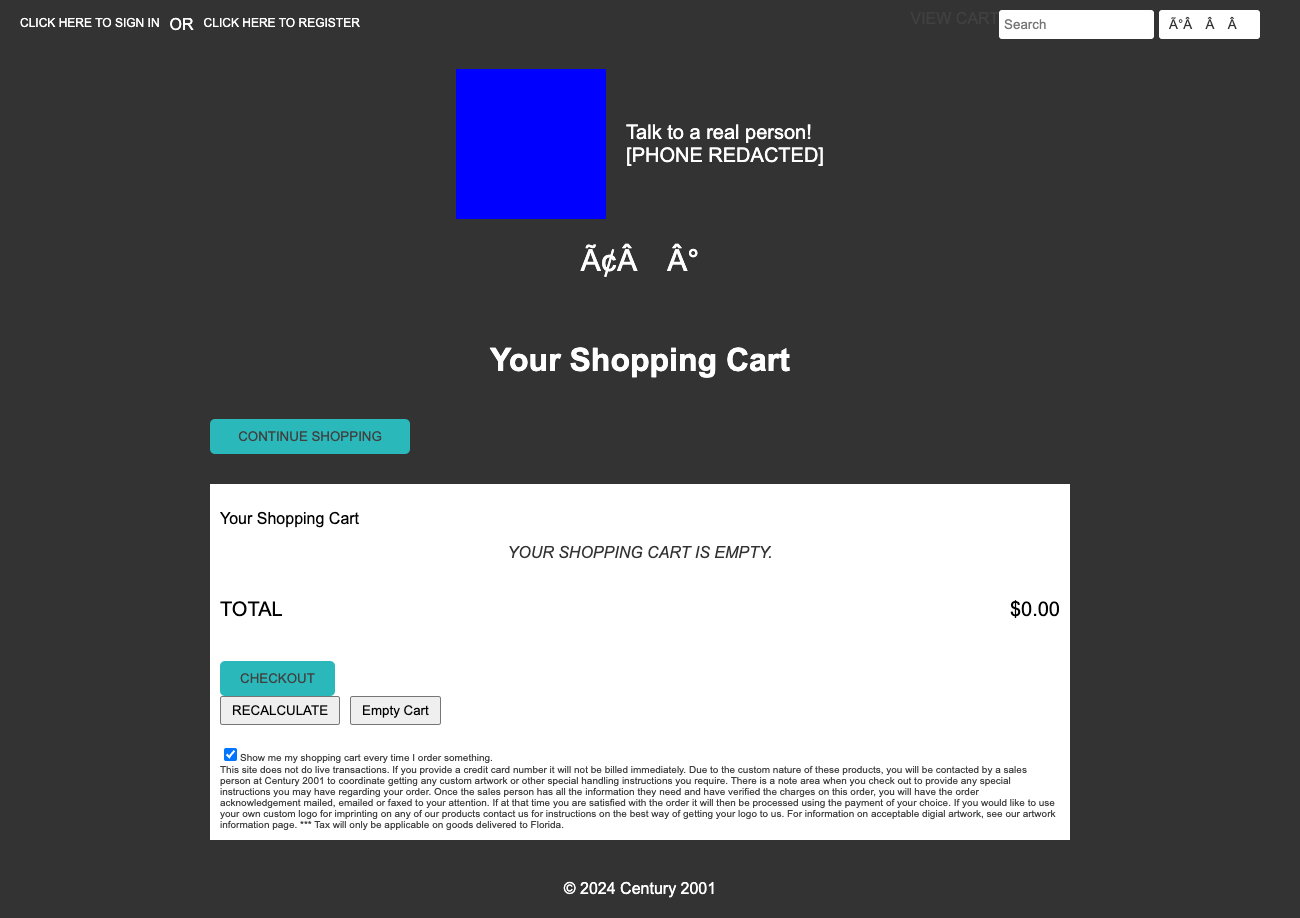 CLICK HERE TO SIGN IN OR CLICK HERE TO REGISTER VIEW CART Search Ã°Â Â Â
Talk to a real person!
[PHONE REDACTED]
Ã¢Â Â°
Your Shopping Cart
CONTINUE SHOPPING
Your Shopping Cart
YOUR SHOPPING CART IS EMPTY.
TOTAL $0.00
CHECKOUT
RECALCULATE Empty Cart
Show me my shopping cart every time I order something.
This site does not do live transactions. If you provide a credit card number it will not be billed immediately. Due to the custom nature of these products, you will be contacted by a sales
person at Century 2001 to coordinate getting any custom artwork or other special handling instructions you require. There is a note area when you check out to provide any special
instructions you may have regarding your order. Once the sales person has all the information they need and have verified the charges on this order, you will have the order
acknowledgement mailed, emailed or faxed to your attention. If at that time you are satisfied with the order it will then be processed using the payment of your choice. If you would like to
use your own custom logo for imprinting on any of our products contact us for instructions on the best way of getting your logo to us. For information on acceptable digial artwork, see our artwork
information page. *** Tax will only be applicable on goods delivered to Florida.
© 2024 Century 2001